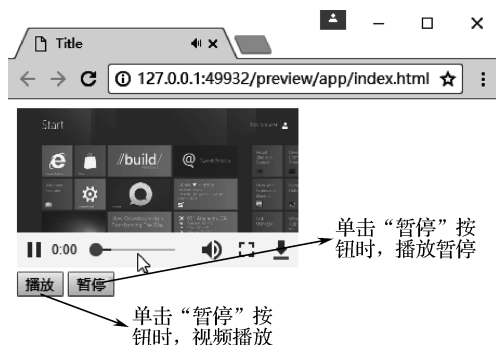 Title
127.0.0.1:49932/preview/app/index.html
Start
//build/
0:00
播放 暂停
单击“暂停”按
钮时，播放暂停
单击“暂停”按
钮时，视频播放